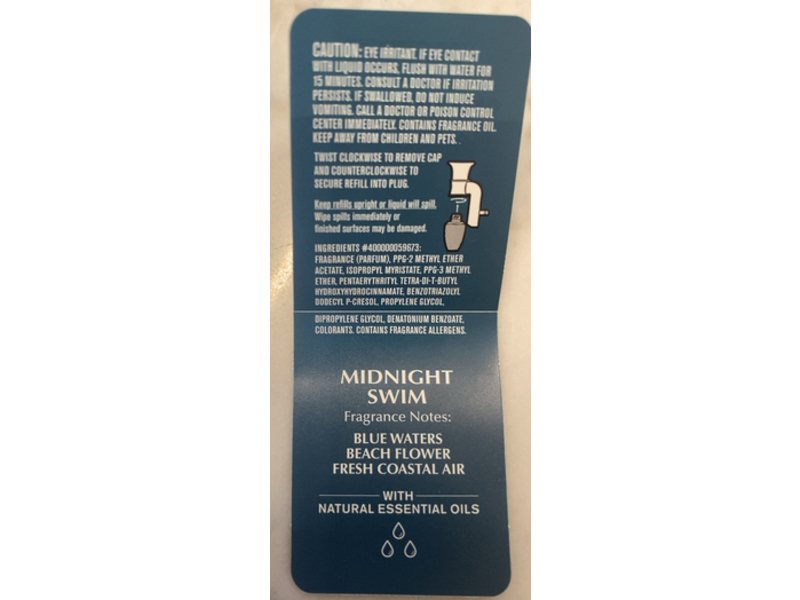 CAUTION: EYE IRRITANT. IF EYE CONTACT
WITH LIQUID OCCURS, FLUSH WITH WATER FOR
15 MINUTES. CONSULT A DOCTOR IF IRRITATION
PERSISTS. IF SWALLOWED, DO NOT INDUCE
VOMITING. CALL A DOCTOR OR POISON CONTROL
CENTER IMMEDIATELY. CONTAINS FRAGRANCE OIL.
KEEP AWAY FROM CHILDREN AND PETS.
TWIST CLOCKWISE TO REMOVE CAP
AND COUNTERCLOCKWISE TO
SECURE REFILL INTO PLUG.
Keep refills upright or liquid will spill.
Wipe spills immediately or
finished surfaces may be damaged.
INGREDIENTS #400000059673:
FRAGRANCE (PARFUM), PPG-2 METHYL ETHER
ACETATE, ISOPROPYL MYRISTATE, PPG-3 METHYL
ETHER, PENTAERYTHRITYL TETRA-DI-T-BUTYL
HYDROXYHYDROCINNAMATE, BENZOTRIAZOLYL
DODECYL P-CRESOL, PROPYLENE GLYCOL,
DIPROPYLENE GLYCOL, DENATONIUM BENZOATE,
COLORANTS. CONTAINS FRAGRANCE ALLERGENS.
MIDNIGHT
SWIM
Fragrance Notes:
BLUE WATERS
BEACH FLOWER
FRESH COASTAL AIR
WITH
NATURAL ESSENTIAL OILS